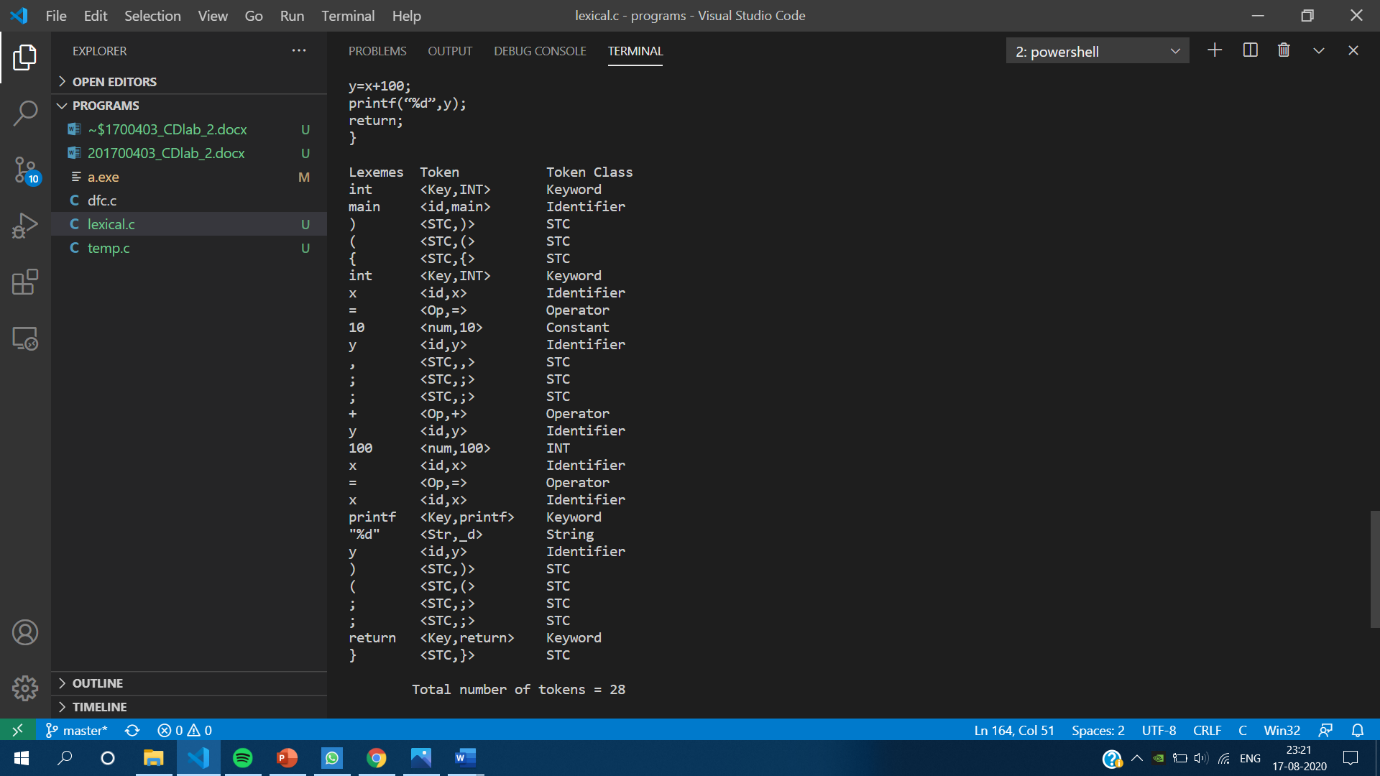 File Edit Selection View Go Run Terminal Help lexical.c - programs - Visual Studio Code
EXPLORER
OPEN EDITORS
PROGRAMS
~$1700403_CDlab_2.docx U
201700403_CDlab_2.docx U
a.exe M
C dfc.c
C lexical.c U
C temp.c U
OUTLINE
TIMELINE
10
PROBLEMS OUTPUT DEBUG CONSOLE TERMINAL 2: powershell
y=x+100;
printf(“%d”,y);
return;
}
Lexemes Token Token Class
int <Key,INT> Keyword
main <id,main> Identifier
) <STC,)> STC
( <STC,(> STC
{ <STC,{> STC
int <Key,INT> Keyword
x <id,x> Identifier
= <Op,=> Operator
10 <num,10> Constant
y <id,y> Identifier
, <STC,,> STC
; <STC,;> STC
; <STC,;> STC
+ <Op,+> Operator
y <id,y> Identifier
100 <num,100> INT
x <id,x> Identifier
= <Op,=> Operator
x <id,x> Identifier
printf <Key,printf> Keyword
"%d" <Str,_d> String
y <id,y> Identifier
) <STC,)> STC
( <STC,(> STC
; <STC,;> STC
; <STC,;> STC
return <Key,return> Keyword
} <STC,}> STC
Total number of tokens = 28
master* 0 0 Ln 164, Col 51 Spaces: 2 UTF-8 CRLF C Win32
ENG 23:21
17-08-2020